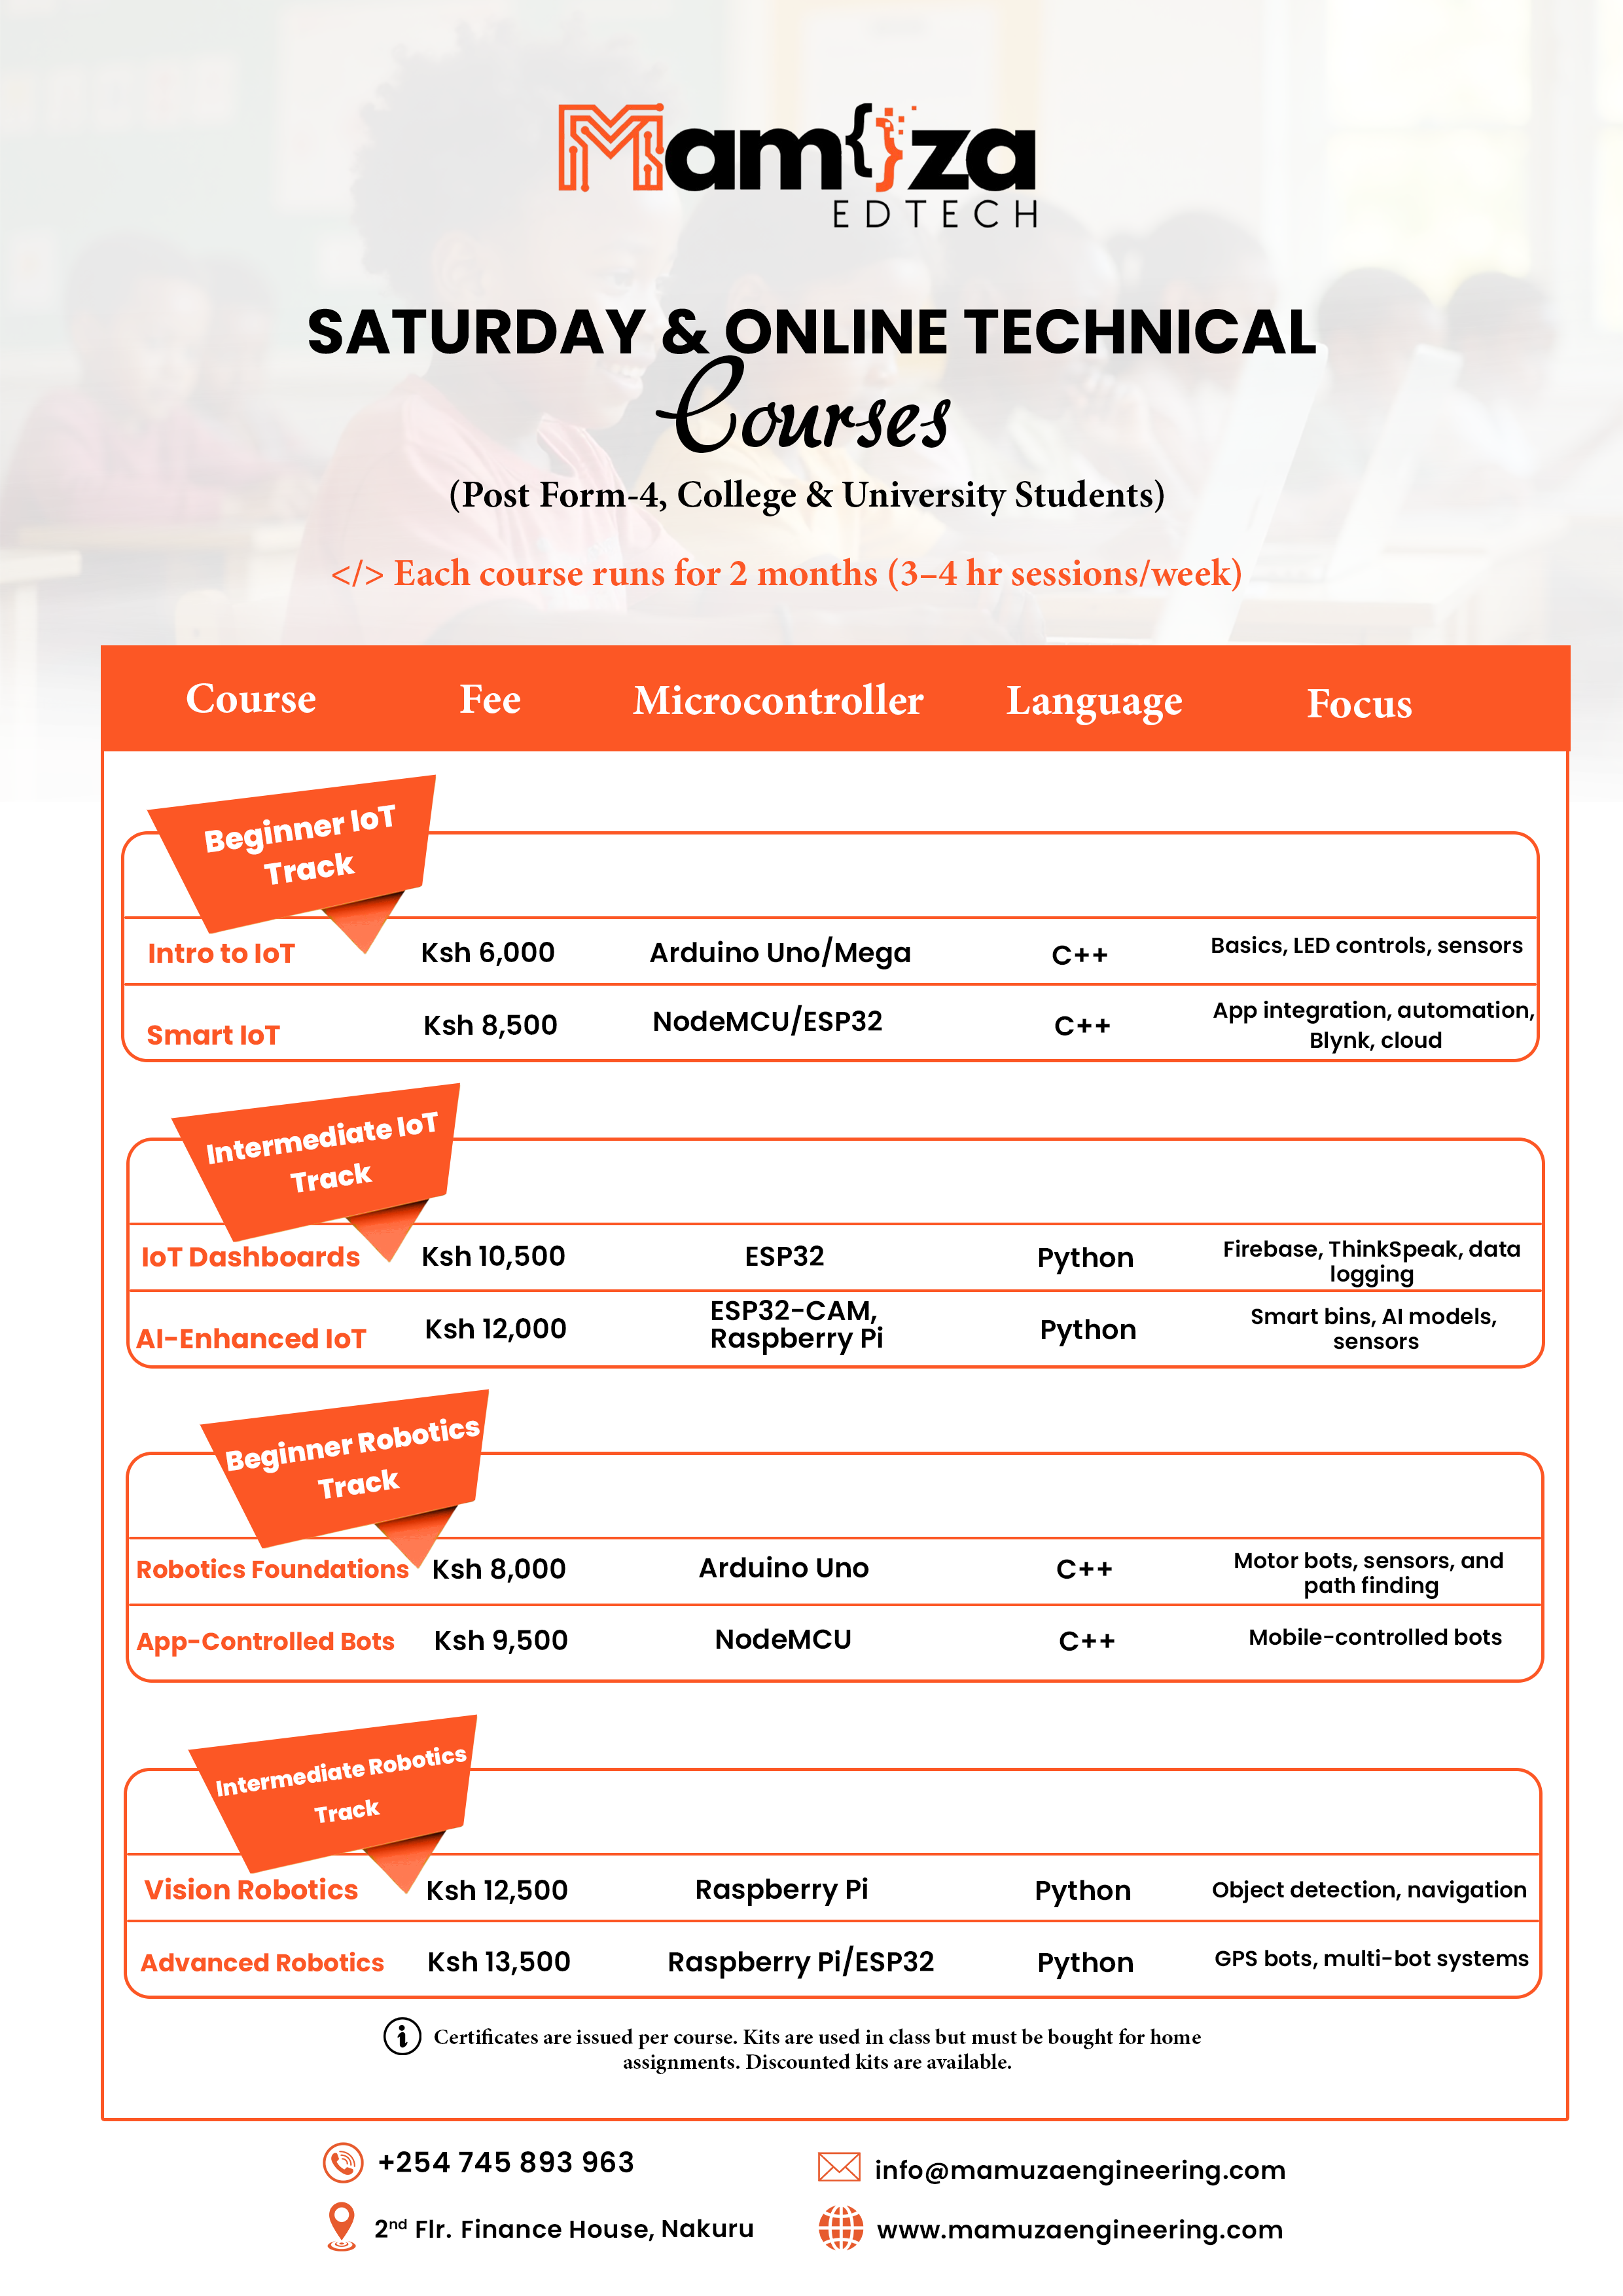 Mam{}za
EDTECH
SATURDAY & ONLINE TECHNICAL
Courses
(Post Form-4, College & University Students)
</> Each course runs for 2 months (3–4 hr sessions/week)
Course Fee Microcontroller Language Focus
Beginner IoT
Track
Intro to IoT Ksh 6,000 Arduino Uno/Mega C++ Basics, LED controls, sensors
Smart IoT Ksh 8,500 NodeMCU/ESP32 C++ App integration, automation,
Blynk, cloud
Intermediate IoT
Track
IoT Dashboards Ksh 10,500 ESP32 Python Firebase, ThinkSpeak, data
logging
AI-Enhanced IoT Ksh 12,000 ESP32-CAM,
Raspberry Pi Python Smart bins, AI models,
sensors
Beginner Robotics
Track
Robotics Foundations Ksh 8,000 Arduino Uno C++ Motor bots, sensors, and
path finding
App-Controlled Bots Ksh 9,500 NodeMCU C++ Mobile-controlled bots
Intermediate Robotics
Track
Vision Robotics Ksh 12,500 Raspberry Pi Python Object detection, navigation
Advanced Robotics Ksh 13,500 Raspberry Pi/ESP32 Python GPS bots, multi-bot systems
Certificates are issued per course. Kits are used in class but must be bought for home
assignments. Discounted kits are available.
+254 745 893 963
info@mamuzaengineering.com
2nd Flr. Finance House, Nakuru
www.mamuzaengineering.com